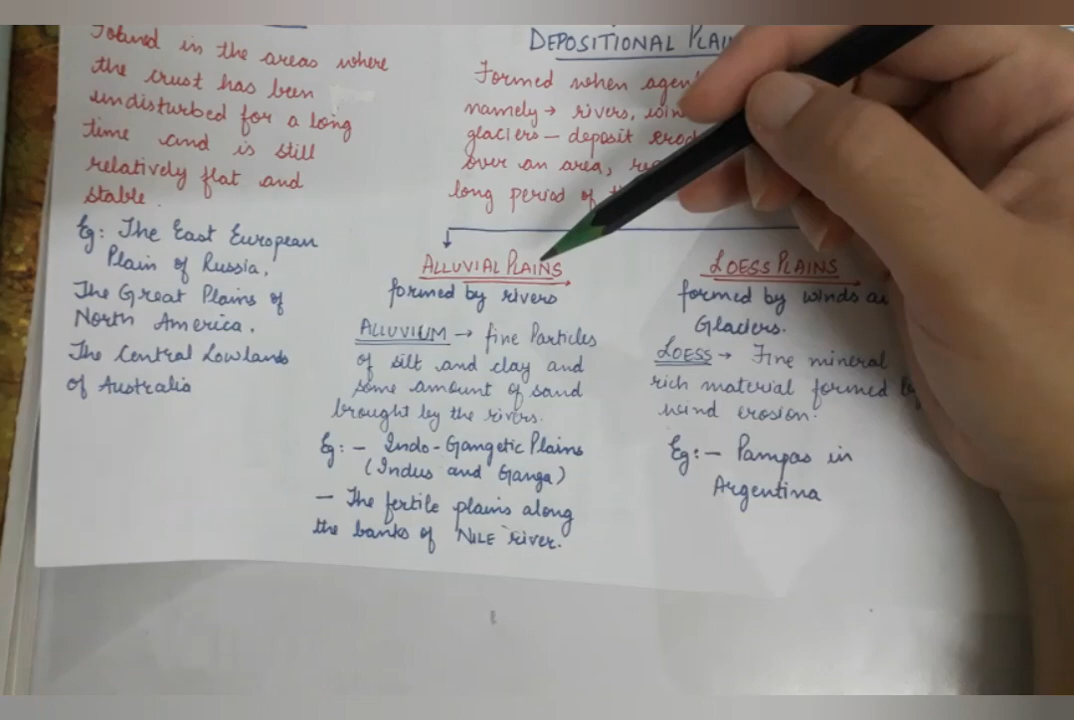 Found in the areas where
the crust has been
undisturbed for a long
time and is still
relatively flat and
stable.
Eg: The East European
Plain of Russia,
The Great Plains of
North America,
The Central Lowlands
of Australia
DEPOSITIONAL
Formed when
namely → rivers,
glaciers — deposit
over an area,
long period of
ALLUVIAL PLAINS
formed by rivers
ALLUVIUM → fine Particles
of silt and clay and
some amount of sand
brought by the rivers.
Eg: - Indo-Gangetic Plains
(Indus and Ganga)
- The fertile plains along
the banks of NILE river.
LOESS PLAINS
formed by winds
Glaciers.
LOESS → Fine mineral
rich material formed
wind erosion.
Eg: - Pampas in
Argentina